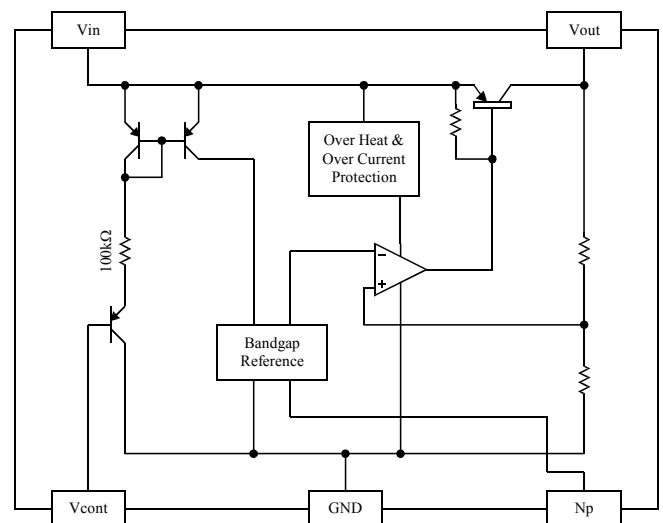 Vin
Vout
Over Heat &
Over Current
Protection
100kΩ
−
+
Bandgap
Reference
Vcont
GND
Np